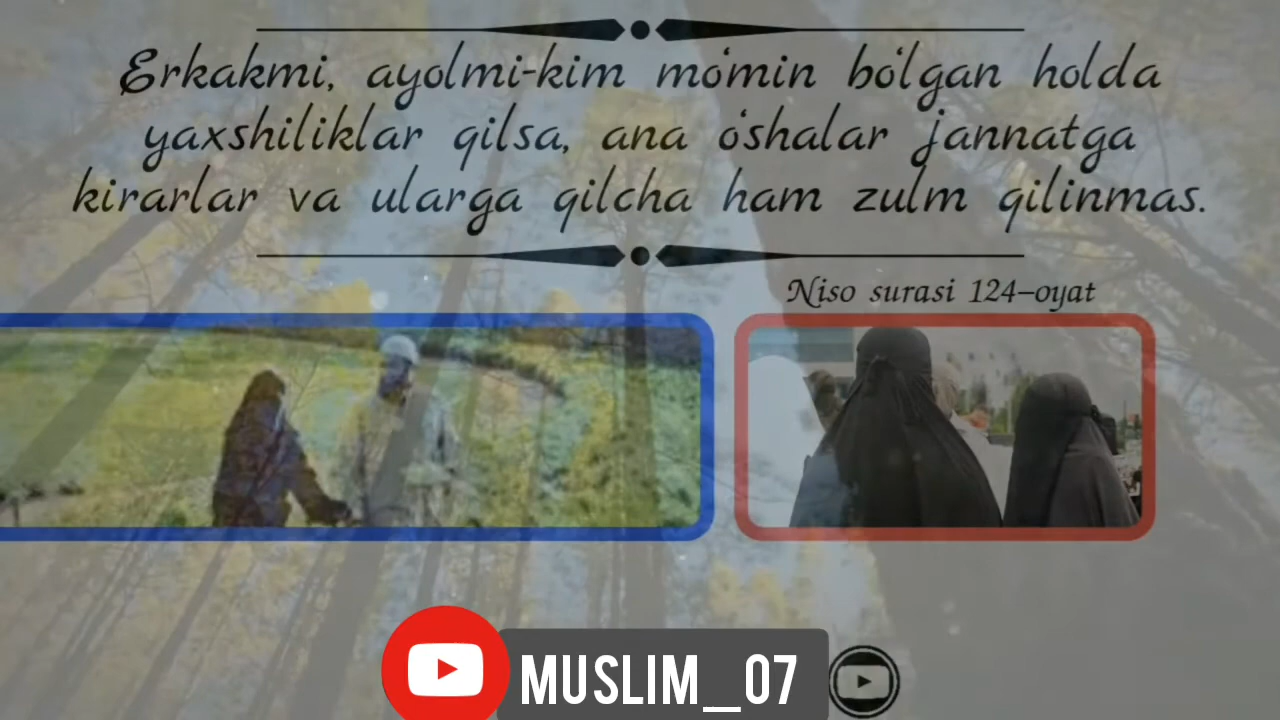 Erkakmi, ayolmi-kim mo‘min bo‘lgan holda
yaxshiliklar qilsa, ana o‘shalar jannatga
kirarlar va ularga qilcha ham zulm qilinmas.
Niso surasi 124–oyat
MUSLIM_07